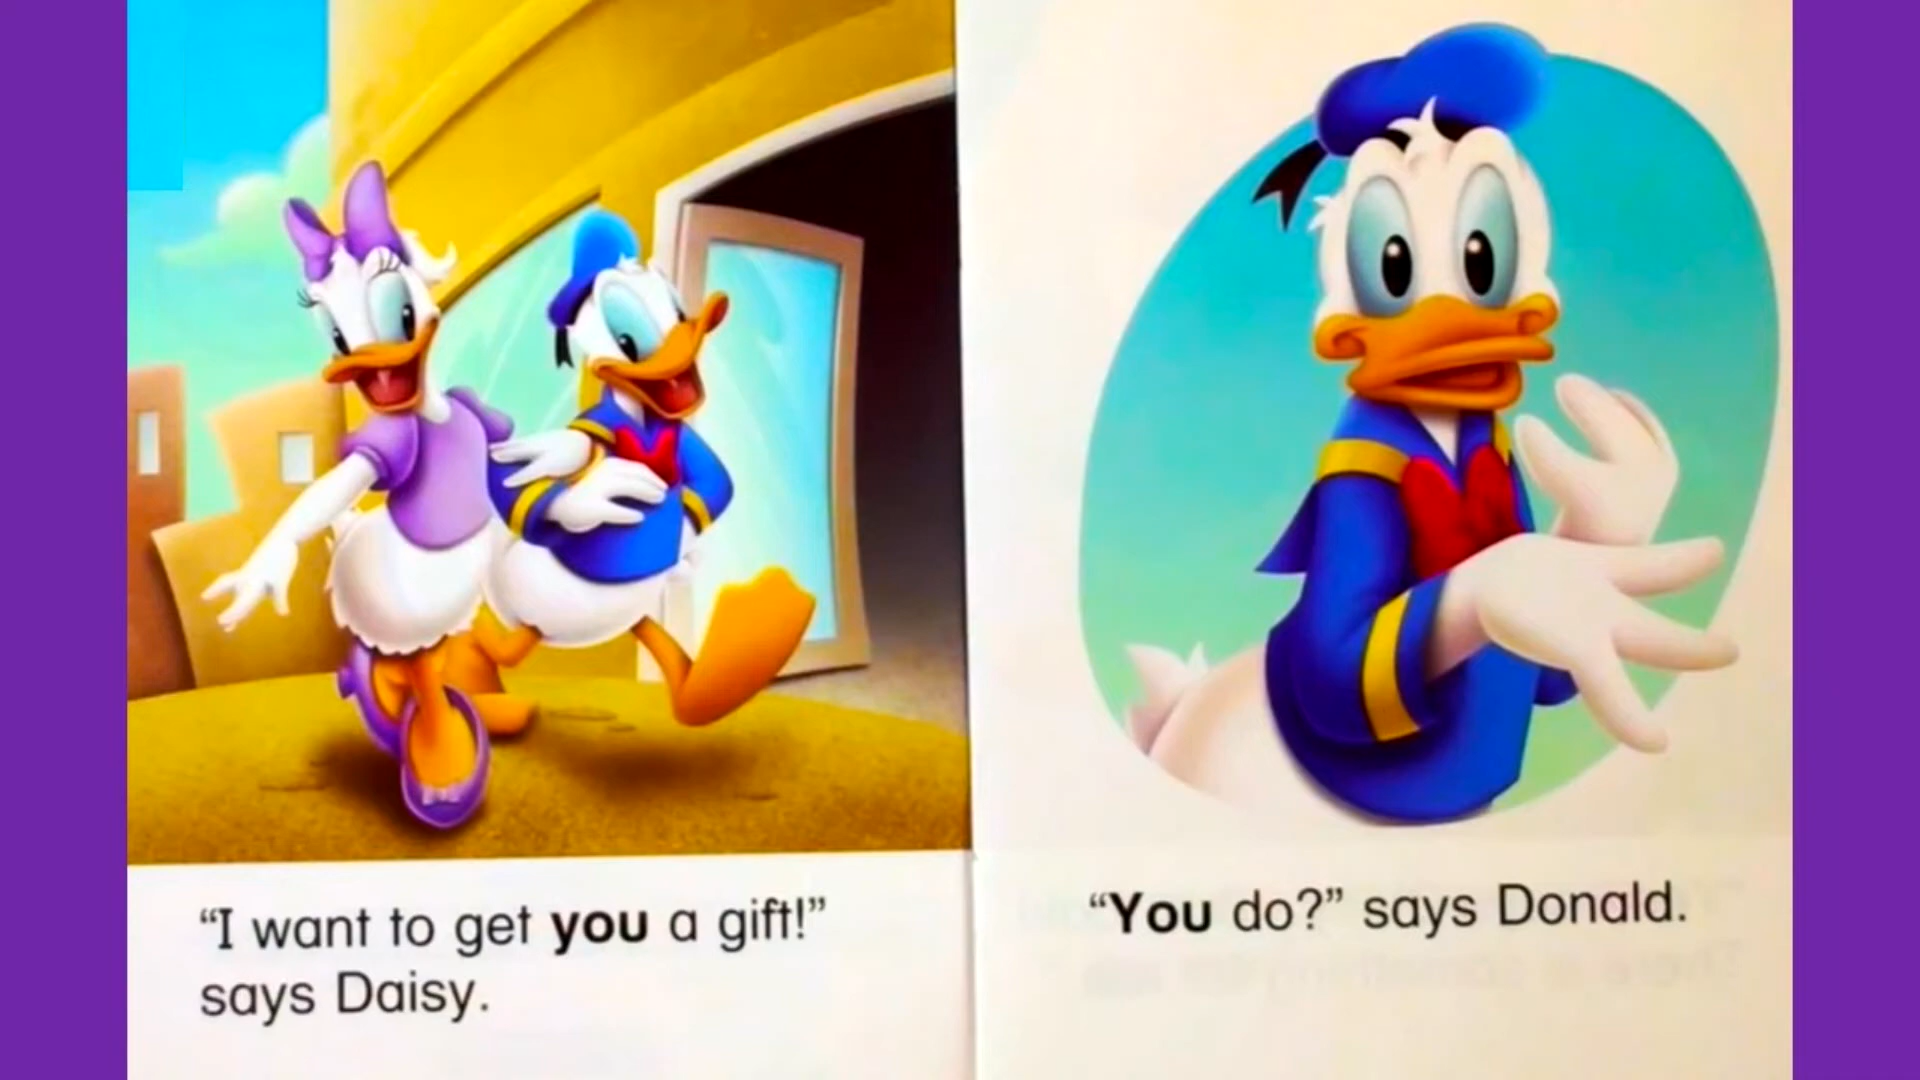 “I want to get you a gift!”
says Daisy.
“You do?” says Donald.